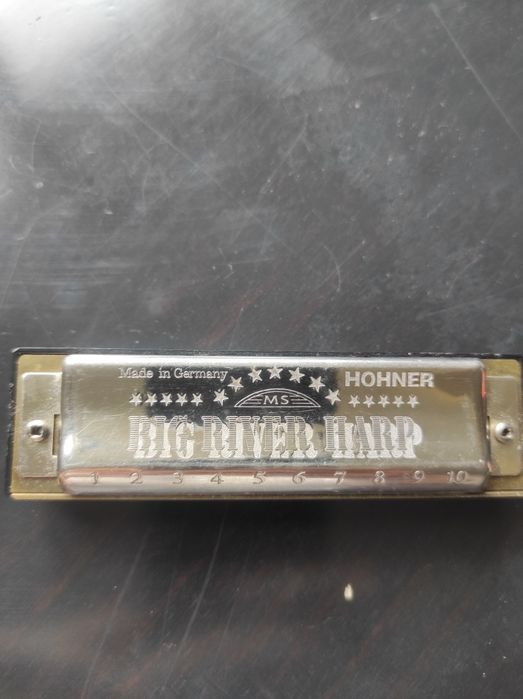 Made in Germany
HOHNER
MS
BIG RIVER HARP
1 2 3 4 5 6 7 8 9 10